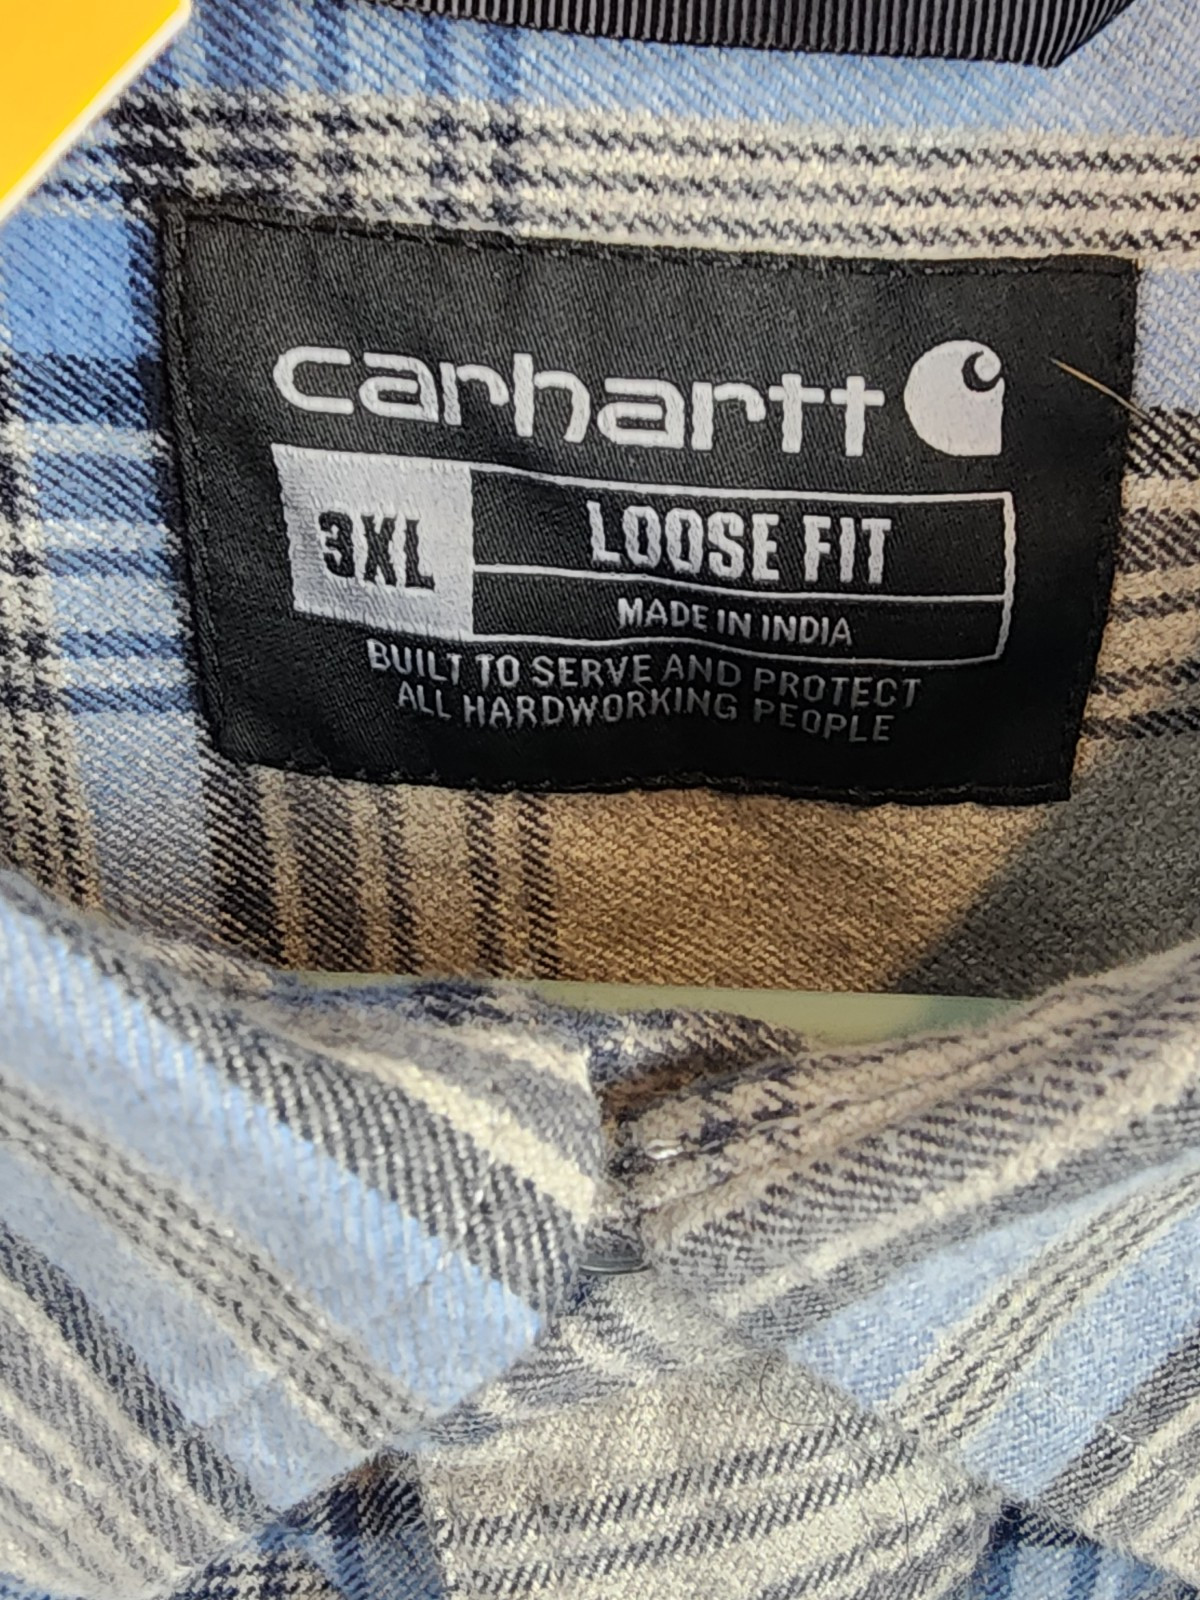 carhartt
3XL
LOOSE FIT
MADE IN INDIA
BUILT TO SERVE AND PROTECT
ALL HARDWORKING PEOPLE